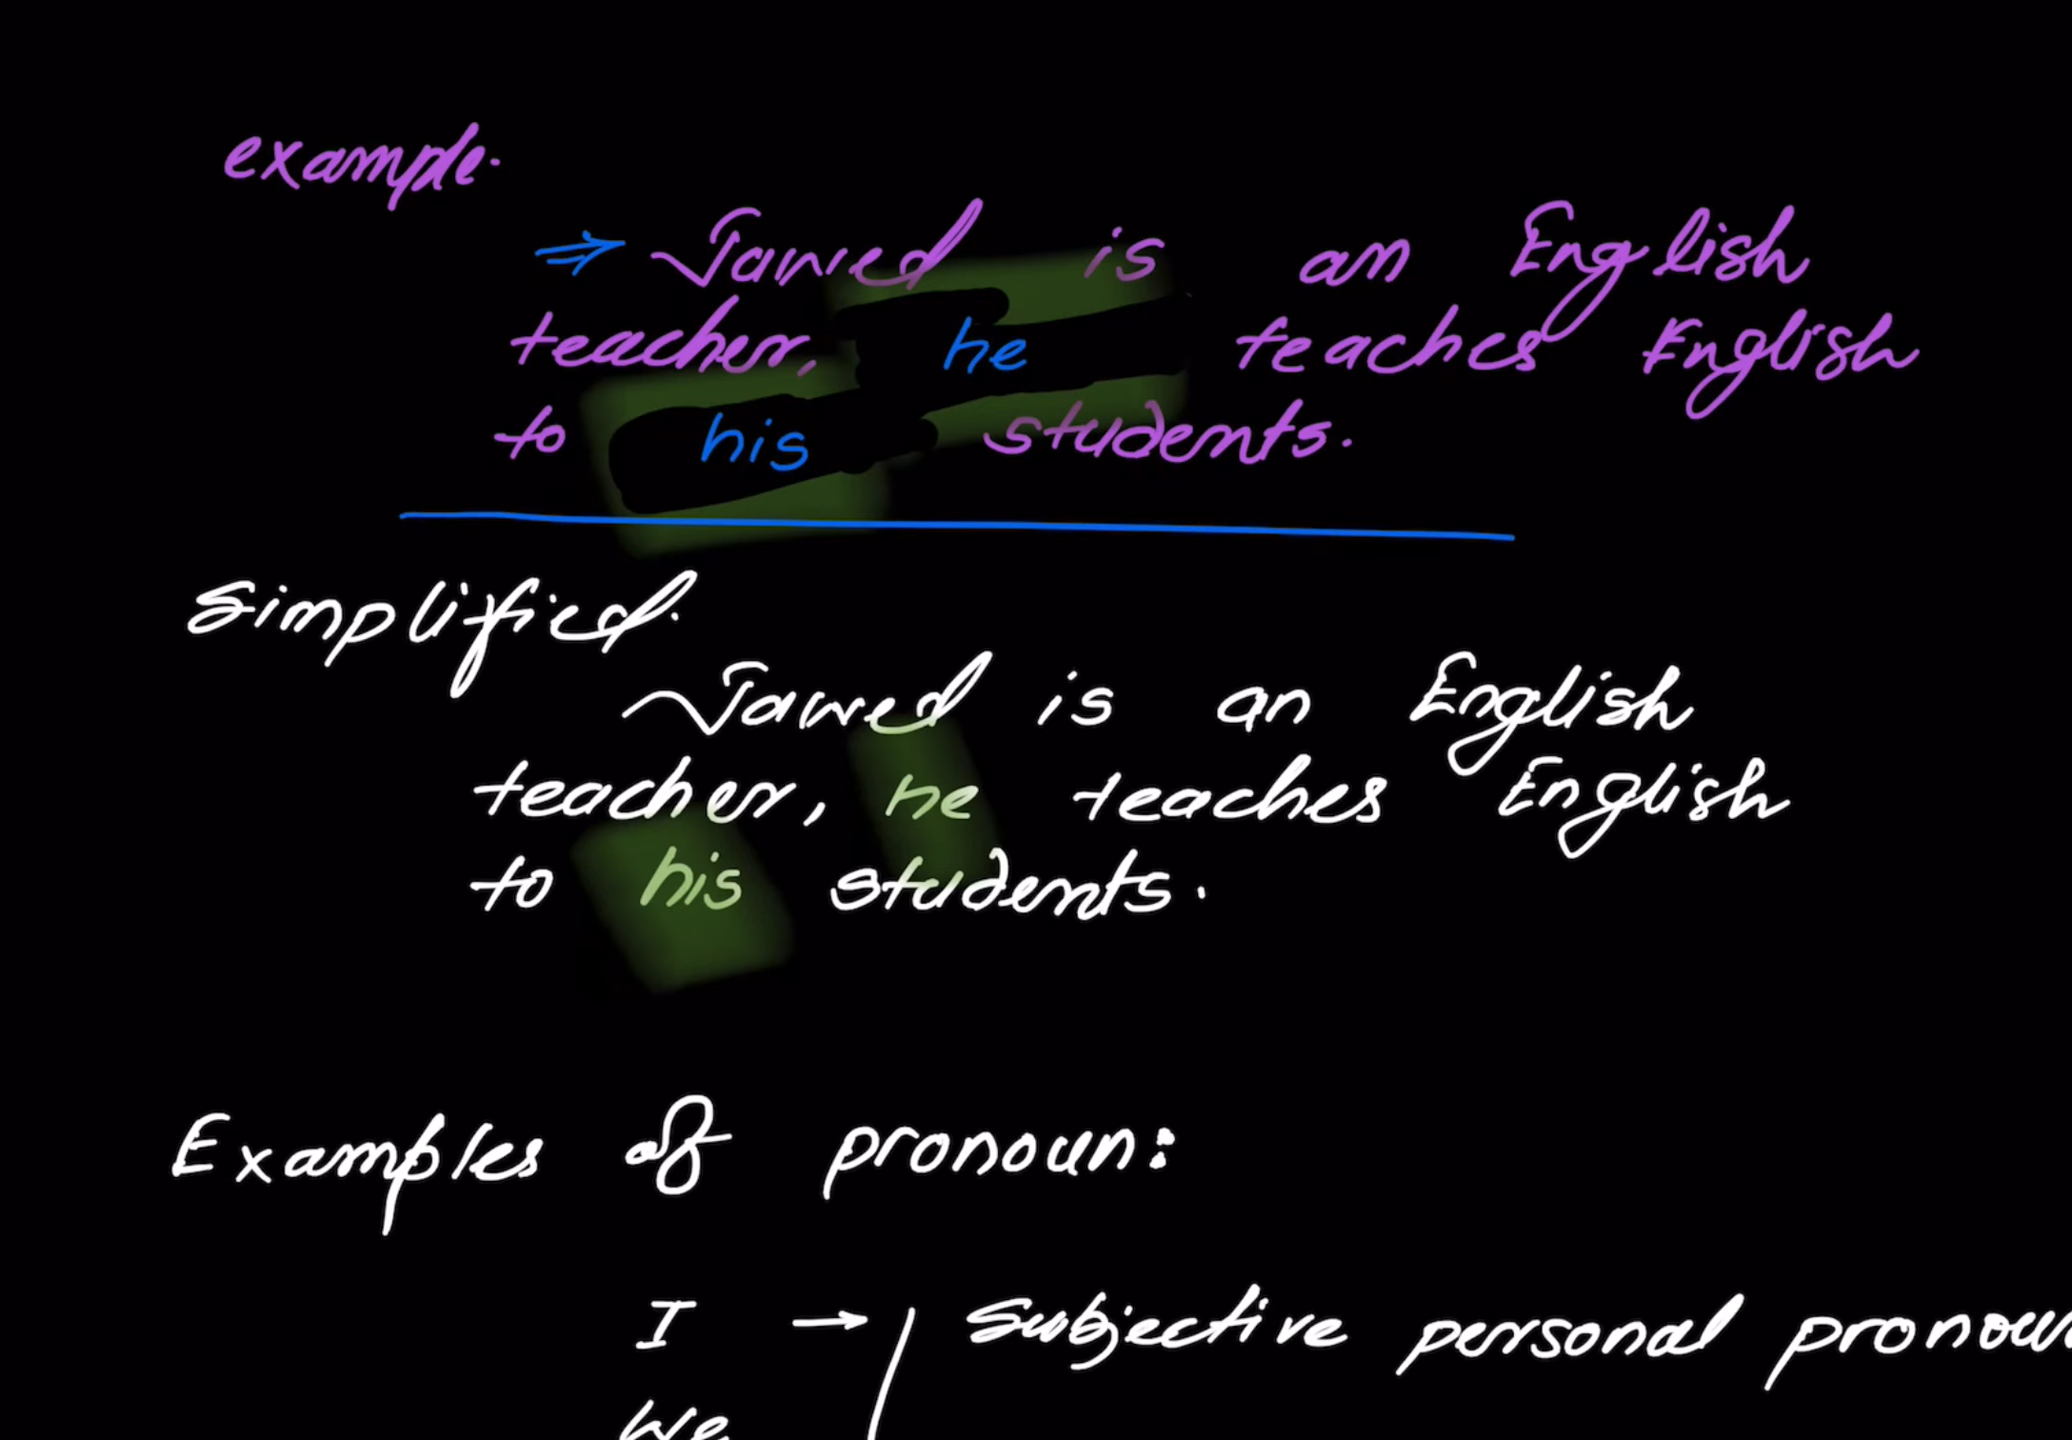 example.
⇒ Jawed is an English
teacher, he teaches English
to his students.
Simplified.
Jawed is an English
teacher, he teaches English
to his students.
Examples of pronoun:
I → Subjective personal pronoun
We